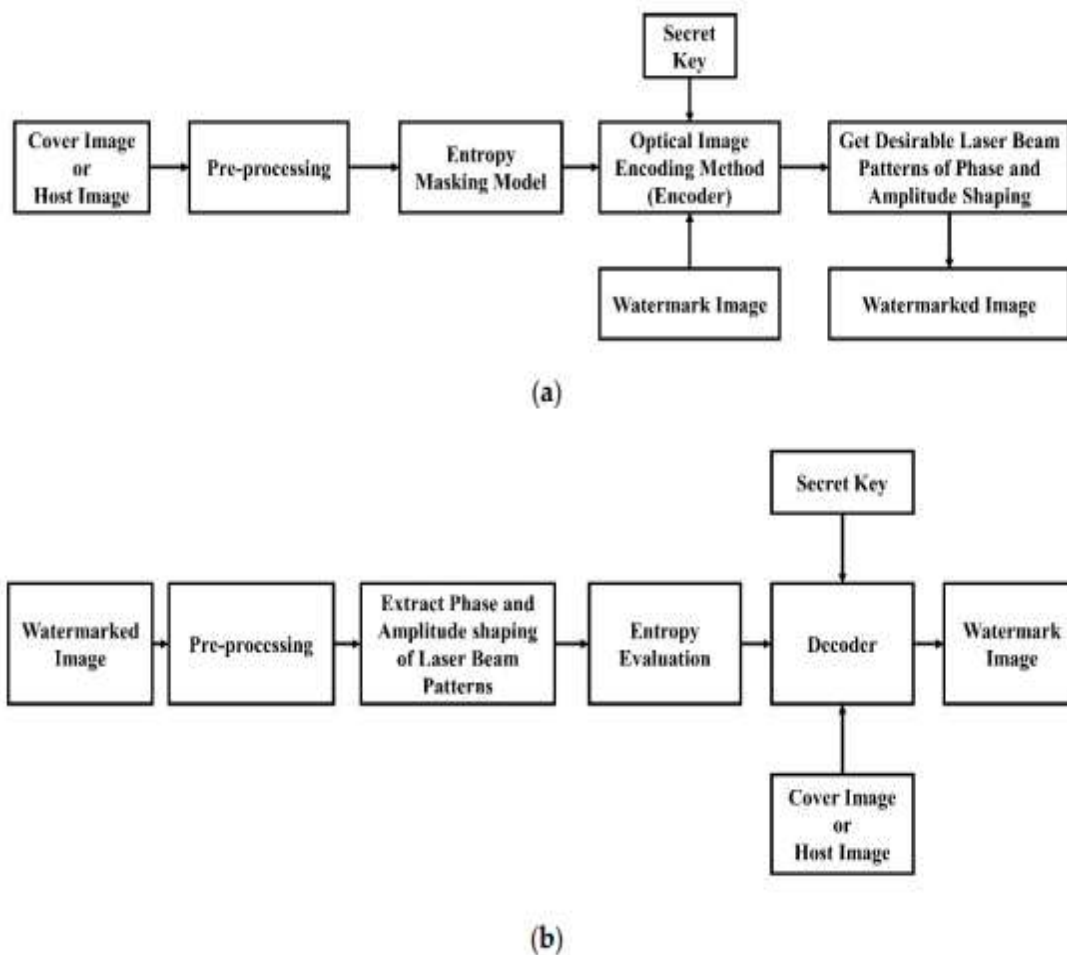 Secret
Key
Cover Image
or
Host Image
Pre-processing
Entropy
Masking Model
Optical Image
Encoding Method
(Encoder)
Get Desirable Laser Beam
Patterns of Phase and
Amplitude Shaping
Watermark Image
Watermarked Image
(a)
Secret Key
Watermarked
Image
Pre-processing
Extract Phase and
Amplitude shaping
of Laser Beam
Patterns
Entropy
Evaluation
Decoder
Watermark
Image
Cover Image
or
Host Image
(b)